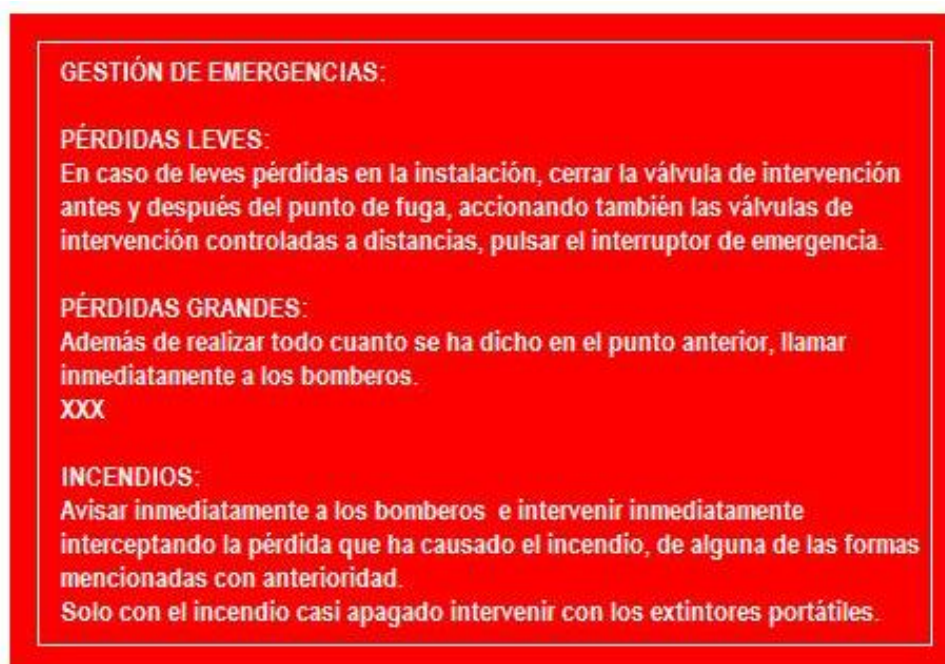 GESTIÓN DE EMERGENCIAS:
PÉRDIDAS LEVES:
En caso de leves pérdidas en la instalación, cerrar la válvula de intervención
antes y después del punto de fuga, accionando también las válvulas de
intervención controladas a distancias, pulsar el interruptor de emergencia.
PÉRDIDAS GRANDES:
Además de realizar todo cuanto se ha dicho en el punto anterior, llamar
inmediatamente a los bomberos.
XXX
INCENDIOS:
Avisar inmediatamente a los bomberos e intervenir inmediatamente
interceptando la pérdida que ha causado el incendio, de alguna de las formas
mencionadas con anterioridad.
Solo con el incendio casi apagado intervenir con los extintores portátiles.